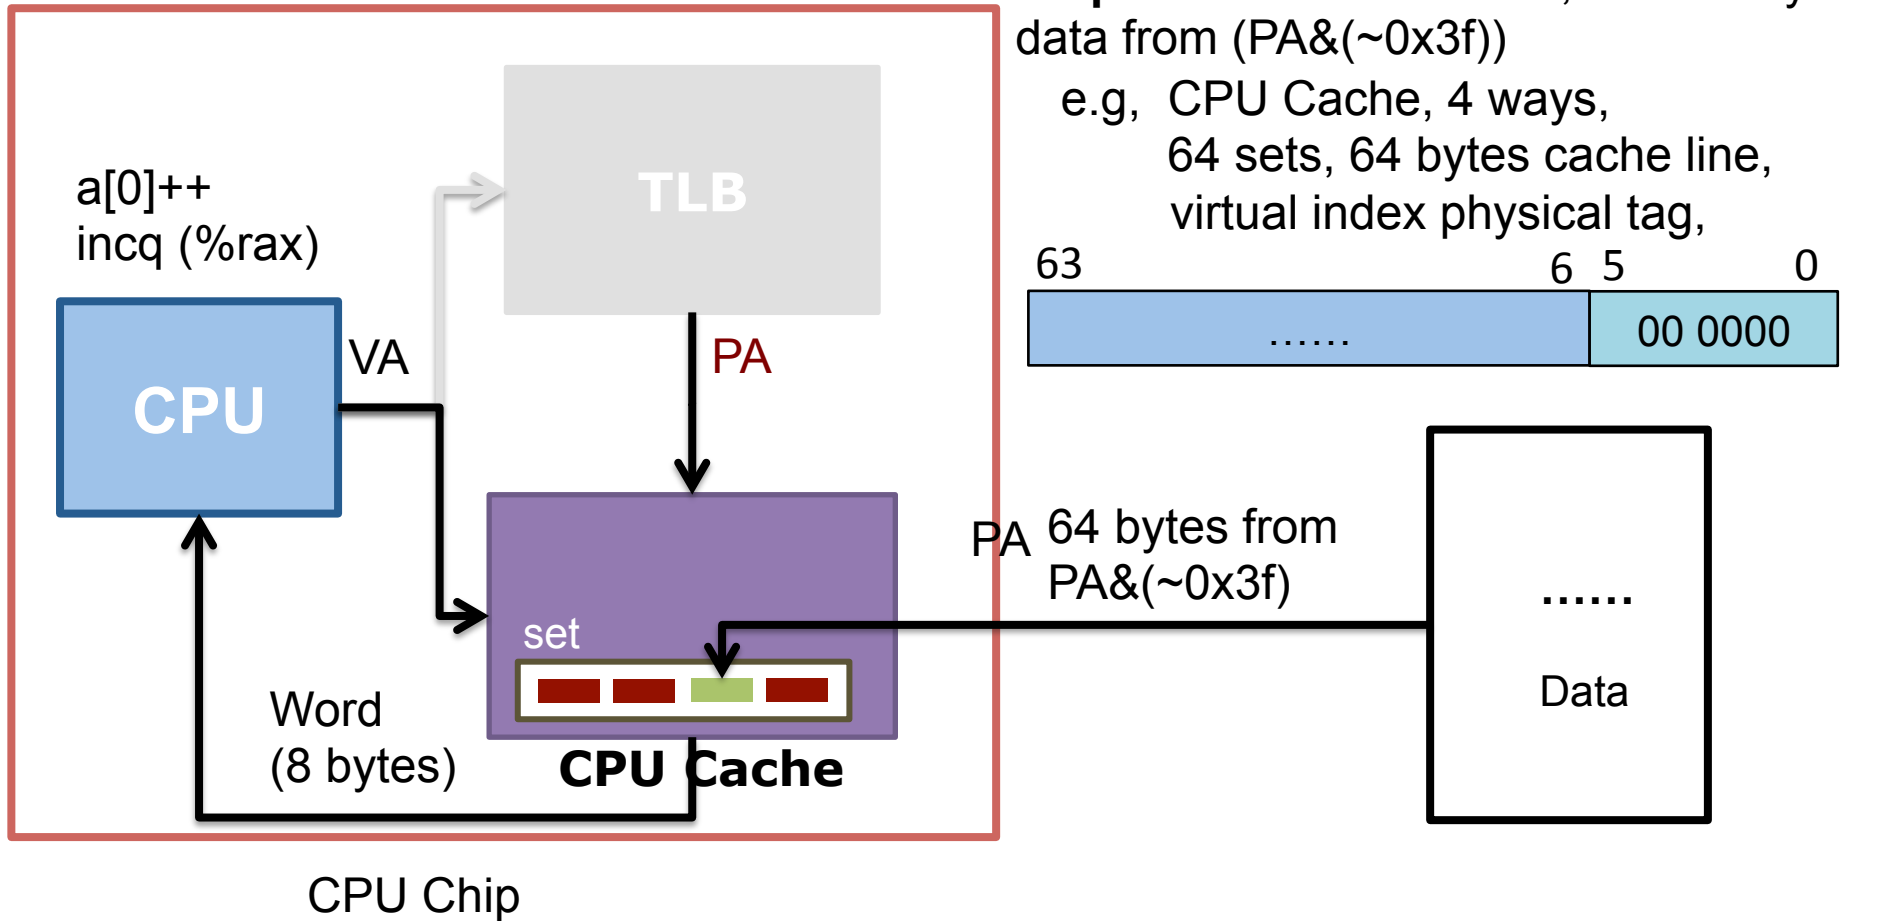 data from (PA&(~0x3f))
e.g, CPU Cache, 4 ways,
64 sets, 64 bytes cache line,
virtual index physical tag,
63 6 5 0
...... 00 0000
a[0]++
incq (%rax)
TLB
CPU
VA
PA
PA
64 bytes from
PA&(~0x3f)
......
Data
set
Word
(8 bytes)
CPU Cache
CPU Chip